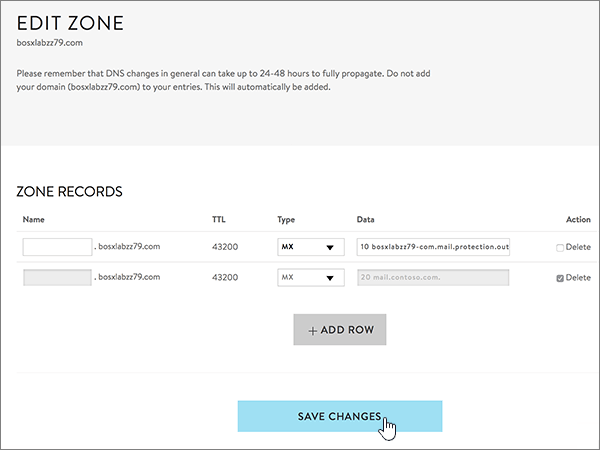 EDIT ZONE
bosxlabzz79.com
Please remember that DNS changes in general can take up to 24-48 hours to fully propagate. Do not add
your domain (bosxlabzz79.com) to your entries. This will automatically be added.
ZONE RECORDS
Name TTL Type Data Action
. bosxlabzz79.com 43200 MX 10 bosxlabzz79-com.mail.protection.out Delete
. bosxlabzz79.com 43200 MX 20 mail.contoso.com. Delete
+ ADD ROW
SAVE CHANGES